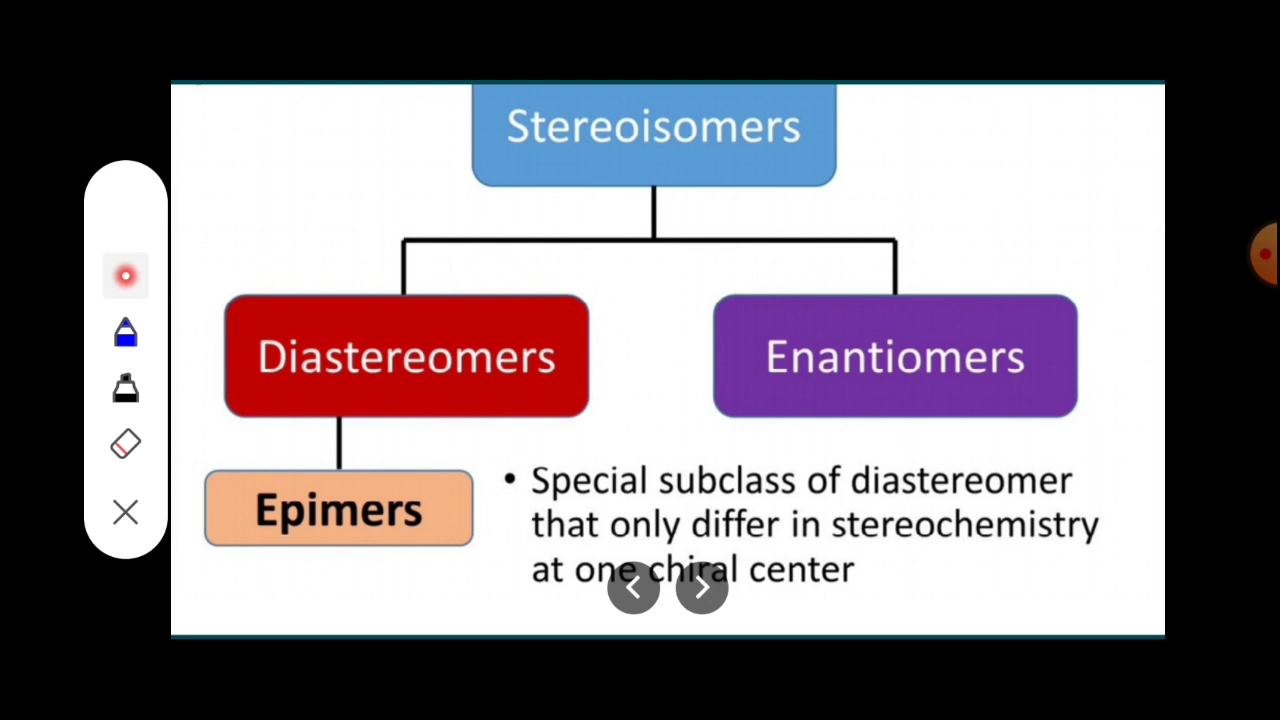 Stereoisomers
Diastereomers
Enantiomers
Epimers
• Special subclass of diastereomer
that only differ in stereochemistry
at one chiral center